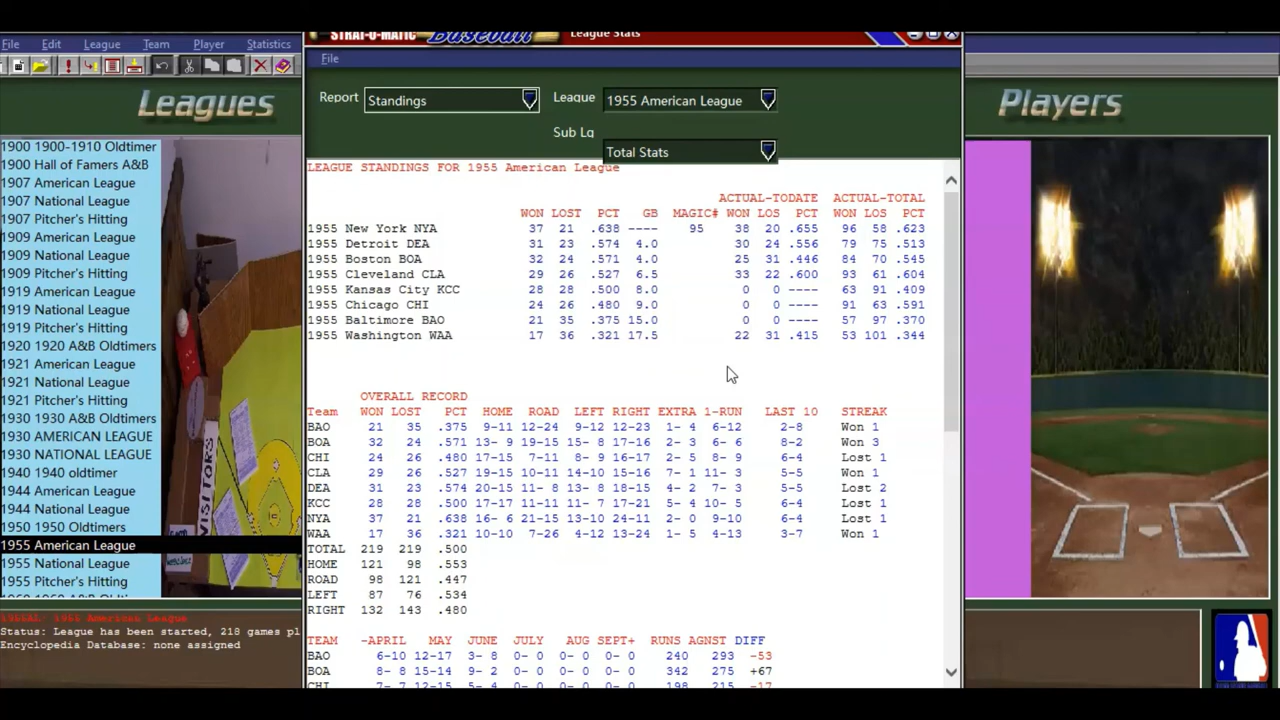 STRAT-O-MATIC Baseball League Stats
File Edit League Team Player Statistics
File
Leagues
Players
Report Standings League 1955 American League
Sub Lg
Total Stats
1900 1900-1910 Oldtimer
1900 Hall of Famers A&B
1907 American League
1907 National League
1907 Pitcher's Hitting
1909 American League
1909 National League
1909 Pitcher's Hitting
1919 American League
1919 National League
1919 Pitcher's Hitting
1920 1920 A&B Oldtimers
1921 American League
1921 National League
1921 Pitcher's Hitting
1930 1930 A&B Oldtimers
1930 AMERICAN LEAGUE
1930 NATIONAL LEAGUE
1940 1940 oldtimer
1944 American League
1944 National League
1950 1950 Oldtimers
1955 American League
1955 National League
1955 Pitcher's Hitting
VISITORS
1955 American League
Status: League has been started, 218 games pl
Encyclopedia Database: none assigned
LEAGUE STANDINGS FOR 1955 American League
ACTUAL-TODATE ACTUAL-TOTAL
WON LOST PCT GB MAGIC# WON LOS PCT WON LOS PCT
1955 New York NYA 37 21 .638 ---- 95 38 20 .655 96 58 .623
1955 Detroit DEA 31 23 .574 4.0 30 24 .556 79 75 .513
1955 Boston BOA 32 24 .571 4.0 25 31 .446 84 70 .545
1955 Cleveland CLA 29 26 .527 6.5 33 22 .600 93 61 .604
1955 Kansas City KCC 28 28 .500 8.0 0 0 ---- 63 91 .409
1955 Chicago CHI 24 26 .480 9.0 0 0 ---- 91 63 .591
1955 Baltimore BAO 21 35 .375 15.0 0 0 ---- 57 97 .370
1955 Washington WAA 17 36 .321 17.5 22 31 .415 53 101 .344
OVERALL RECORD
Team WON LOST PCT HOME ROAD LEFT RIGHT EXTRA 1-RUN LAST 10 STREAK
BAO 21 35 .375 9-11 12-24 9-12 12-23 1- 4 6-12 2-8 Won 1
BOA 32 24 .571 13- 9 19-15 15- 8 17-16 2- 3 6- 6 8-2 Won 3
CHI 24 26 .480 17-15 7-11 8- 9 16-17 2- 5 8- 9 6-4 Lost 1
CLA 29 26 .527 19-15 10-11 14-10 15-16 7- 1 11- 3 5-5 Won 1
DEA 31 23 .574 20-15 11- 8 13- 8 18-15 4- 2 7- 3 5-5 Lost 2
KCC 28 28 .500 17-17 11-11 11- 7 17-21 5- 4 10- 5 6-4 Lost 1
NYA 37 21 .638 16- 6 21-15 13-10 24-11 2- 0 9-10 6-4 Lost 1
WAA 17 36 .321 10-10 7-26 4-12 13-24 1- 5 4-13 3-7 Won 1
TOTAL 219 219 .500
HOME 121 98 .553
ROAD 98 121 .447
LEFT 87 76 .534
RIGHT 132 143 .480
TEAM -APRIL MAY JUNE JULY AUG SEPT+ RUNS AGNST DIFF
BAO 6-10 12-17 3- 8 0- 0 0- 0 0- 0 240 293 -53
BOA 8- 8 15-14 9- 2 0- 0 0- 0 0- 0 342 275 +67
CHI 7- 7 12-15 5- 4 0- 0 0- 0 0- 0 198 215 -17